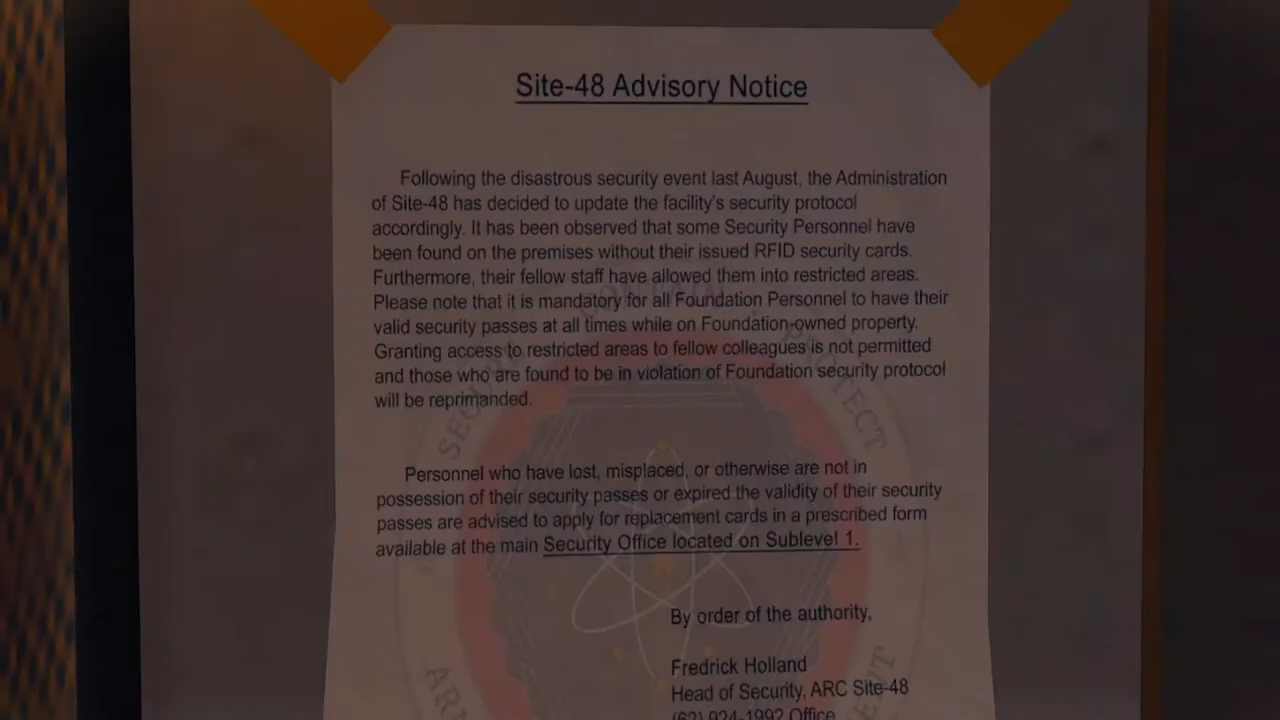 Site-48 Advisory Notice
Following the disastrous security event last August, the Administration
of Site-48 has decided to update the facility's security protocol
accordingly. It has been observed that some Security Personnel have
been found on the premises without their issued RFID security cards.
Furthermore, their fellow staff have allowed them into restricted areas.
Please note that it is mandatory for all Foundation Personnel to have their
valid security passes at all times while on Foundation-owned property.
Granting access to restricted areas to fellow colleagues is not permitted
and those who are found to be in violation of Foundation security protocol
will be reprimanded.
Personnel who have lost, misplaced, or otherwise are not in
possession of their security passes or expired the validity of their security
passes are advised to apply for replacement cards in a prescribed form
available at the main Security Office located on Sublevel 1.
By order of the authority,
Fredrick Holland
Head of Security, ARC Site-48
(62) 924-1992 Office
SECURE CONTAIN PROTECT